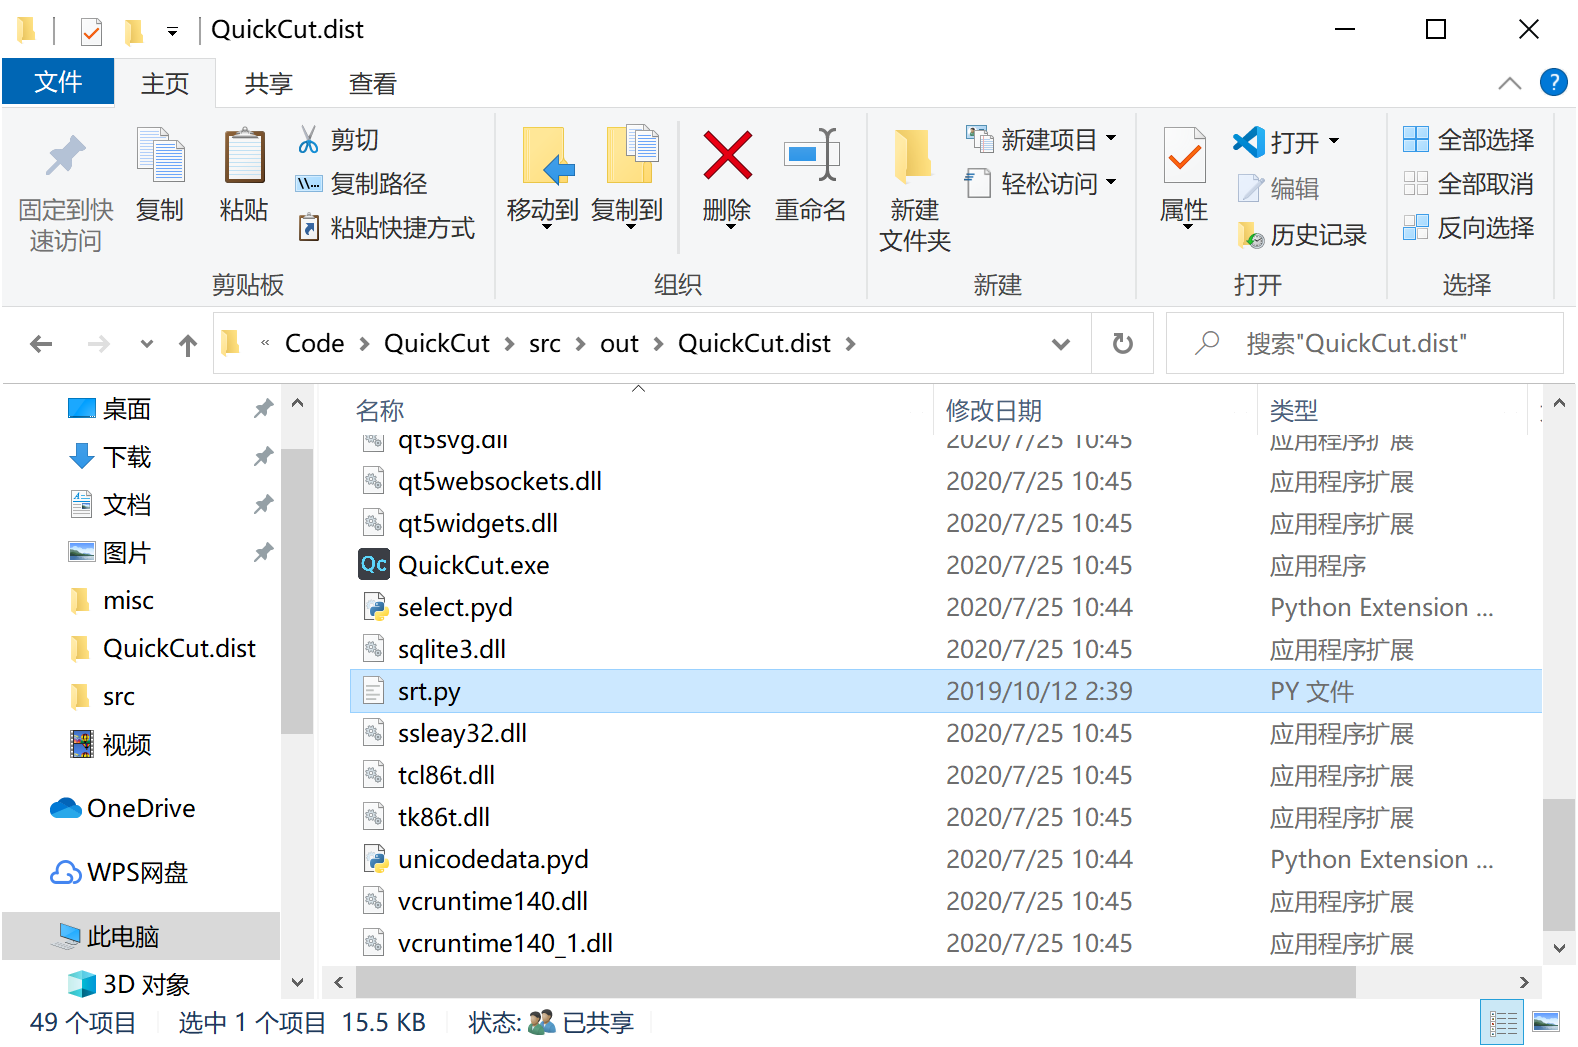 QuickCut.dist
文件 主页 共享 查看
固定到快速访问
复制
粘贴
剪切
复制路径
粘贴快捷方式
剪贴板
移动到
复制到
删除
重命名
组织
新建文件夹
新建项目
轻松访问
新建
属性
打开
编辑
历史记录
打开
全部选择
全部取消
反向选择
选择
« Code > QuickCut > src > out > QuickCut.dist >
搜索"QuickCut.dist"
桌面
下载
文档
图片
misc
QuickCut.dist
src
视频
OneDrive
WPS网盘
此电脑
3D 对象
名称 修改日期 类型
qt5svg.dll 2020/7/25 10:45 应用程序扩展
qt5websockets.dll 2020/7/25 10:45 应用程序扩展
qt5widgets.dll 2020/7/25 10:45 应用程序扩展
Qc QuickCut.exe 2020/7/25 10:45 应用程序
select.pyd 2020/7/25 10:44 Python Extension ...
sqlite3.dll 2020/7/25 10:45 应用程序扩展
srt.py 2019/10/12 2:39 PY 文件
ssleay32.dll 2020/7/25 10:45 应用程序扩展
tcl86t.dll 2020/7/25 10:45 应用程序扩展
tk86t.dll 2020/7/25 10:45 应用程序扩展
unicodedata.pyd 2020/7/25 10:44 Python Extension ...
vcruntime140.dll 2020/7/25 10:45 应用程序扩展
vcruntime140_1.dll 2020/7/25 10:45 应用程序扩展
49 个项目 选中 1 个项目 15.5 KB 状态: 已共享